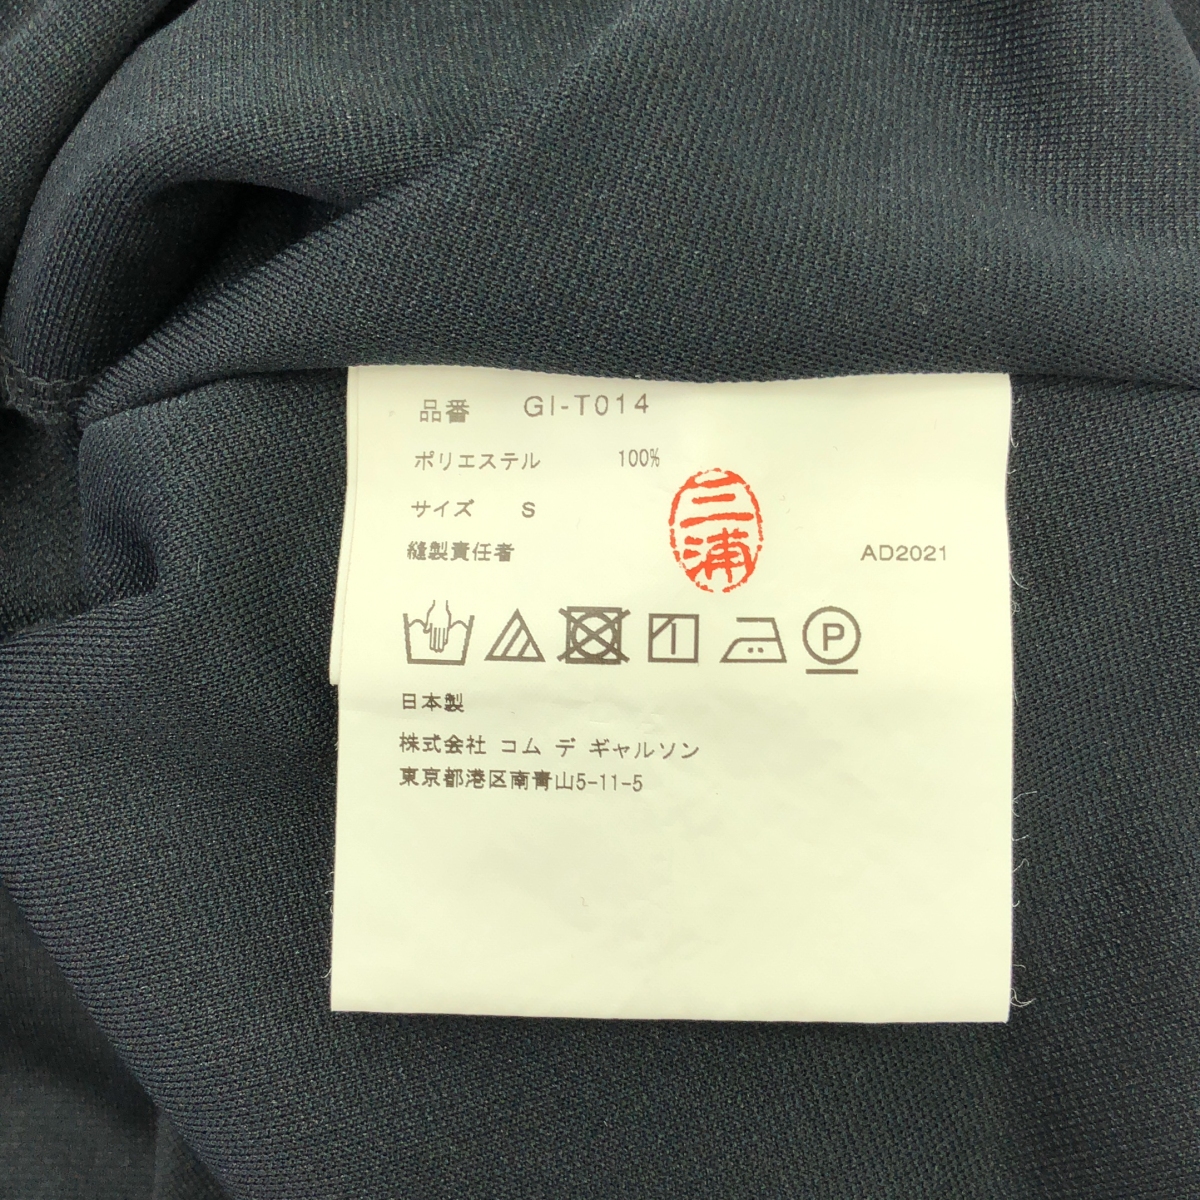 品番 GI-T014
ポリエステル 100%
サイズ S
縫製責任者 三浦 AD2021
P
日本製
株式会社 コム デ ギャルソン
東京都港区南青山5-11-5